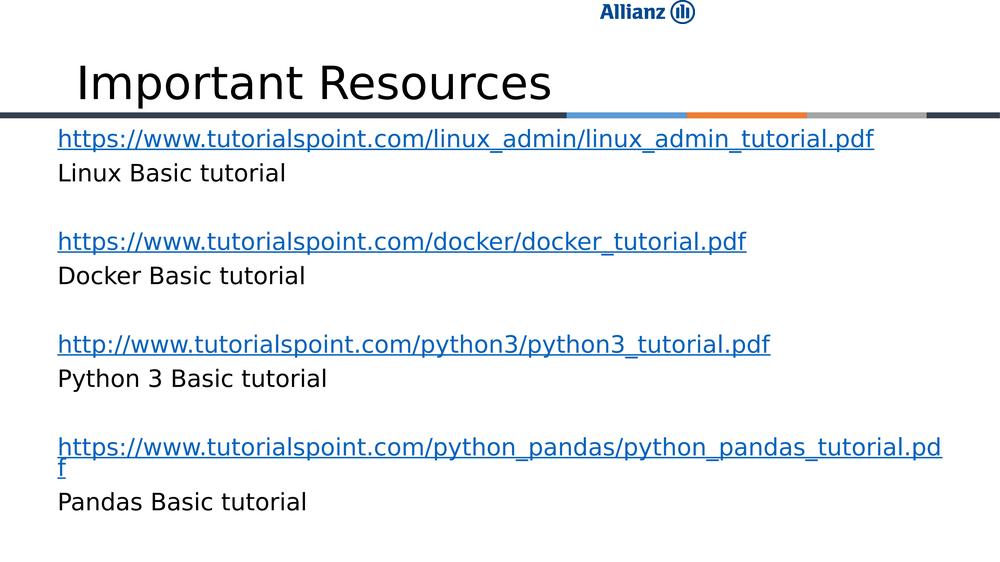 Allianz
Important Resources
https://www.tutorialspoint.com/linux_admin/linux_admin_tutorial.pdf
Linux Basic tutorial
https://www.tutorialspoint.com/docker/docker_tutorial.pdf
Docker Basic tutorial
http://www.tutorialspoint.com/python3/python3_tutorial.pdf
Python 3 Basic tutorial
https://www.tutorialspoint.com/python_pandas/python_pandas_tutorial.pd
f
Pandas Basic tutorial